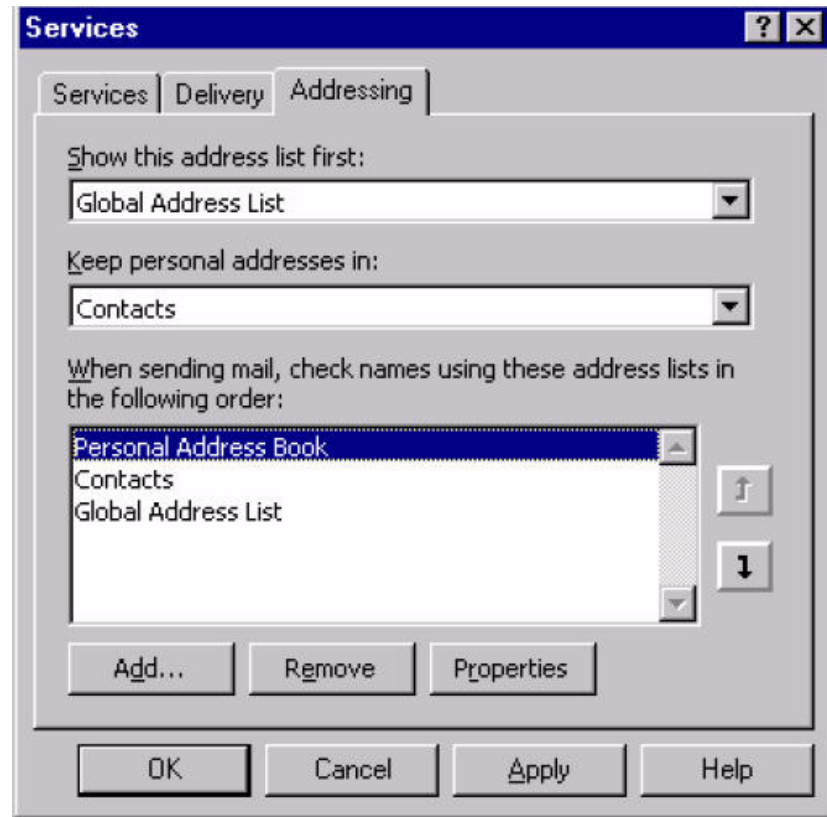 Services
Services Delivery Addressing
Show this address list first:
Global Address List
Keep personal addresses in:
Contacts
When sending mail, check names using these address lists in
the following order:
Personal Address Book
Contacts
Global Address List
Add... Remove Properties
OK Cancel Apply Help